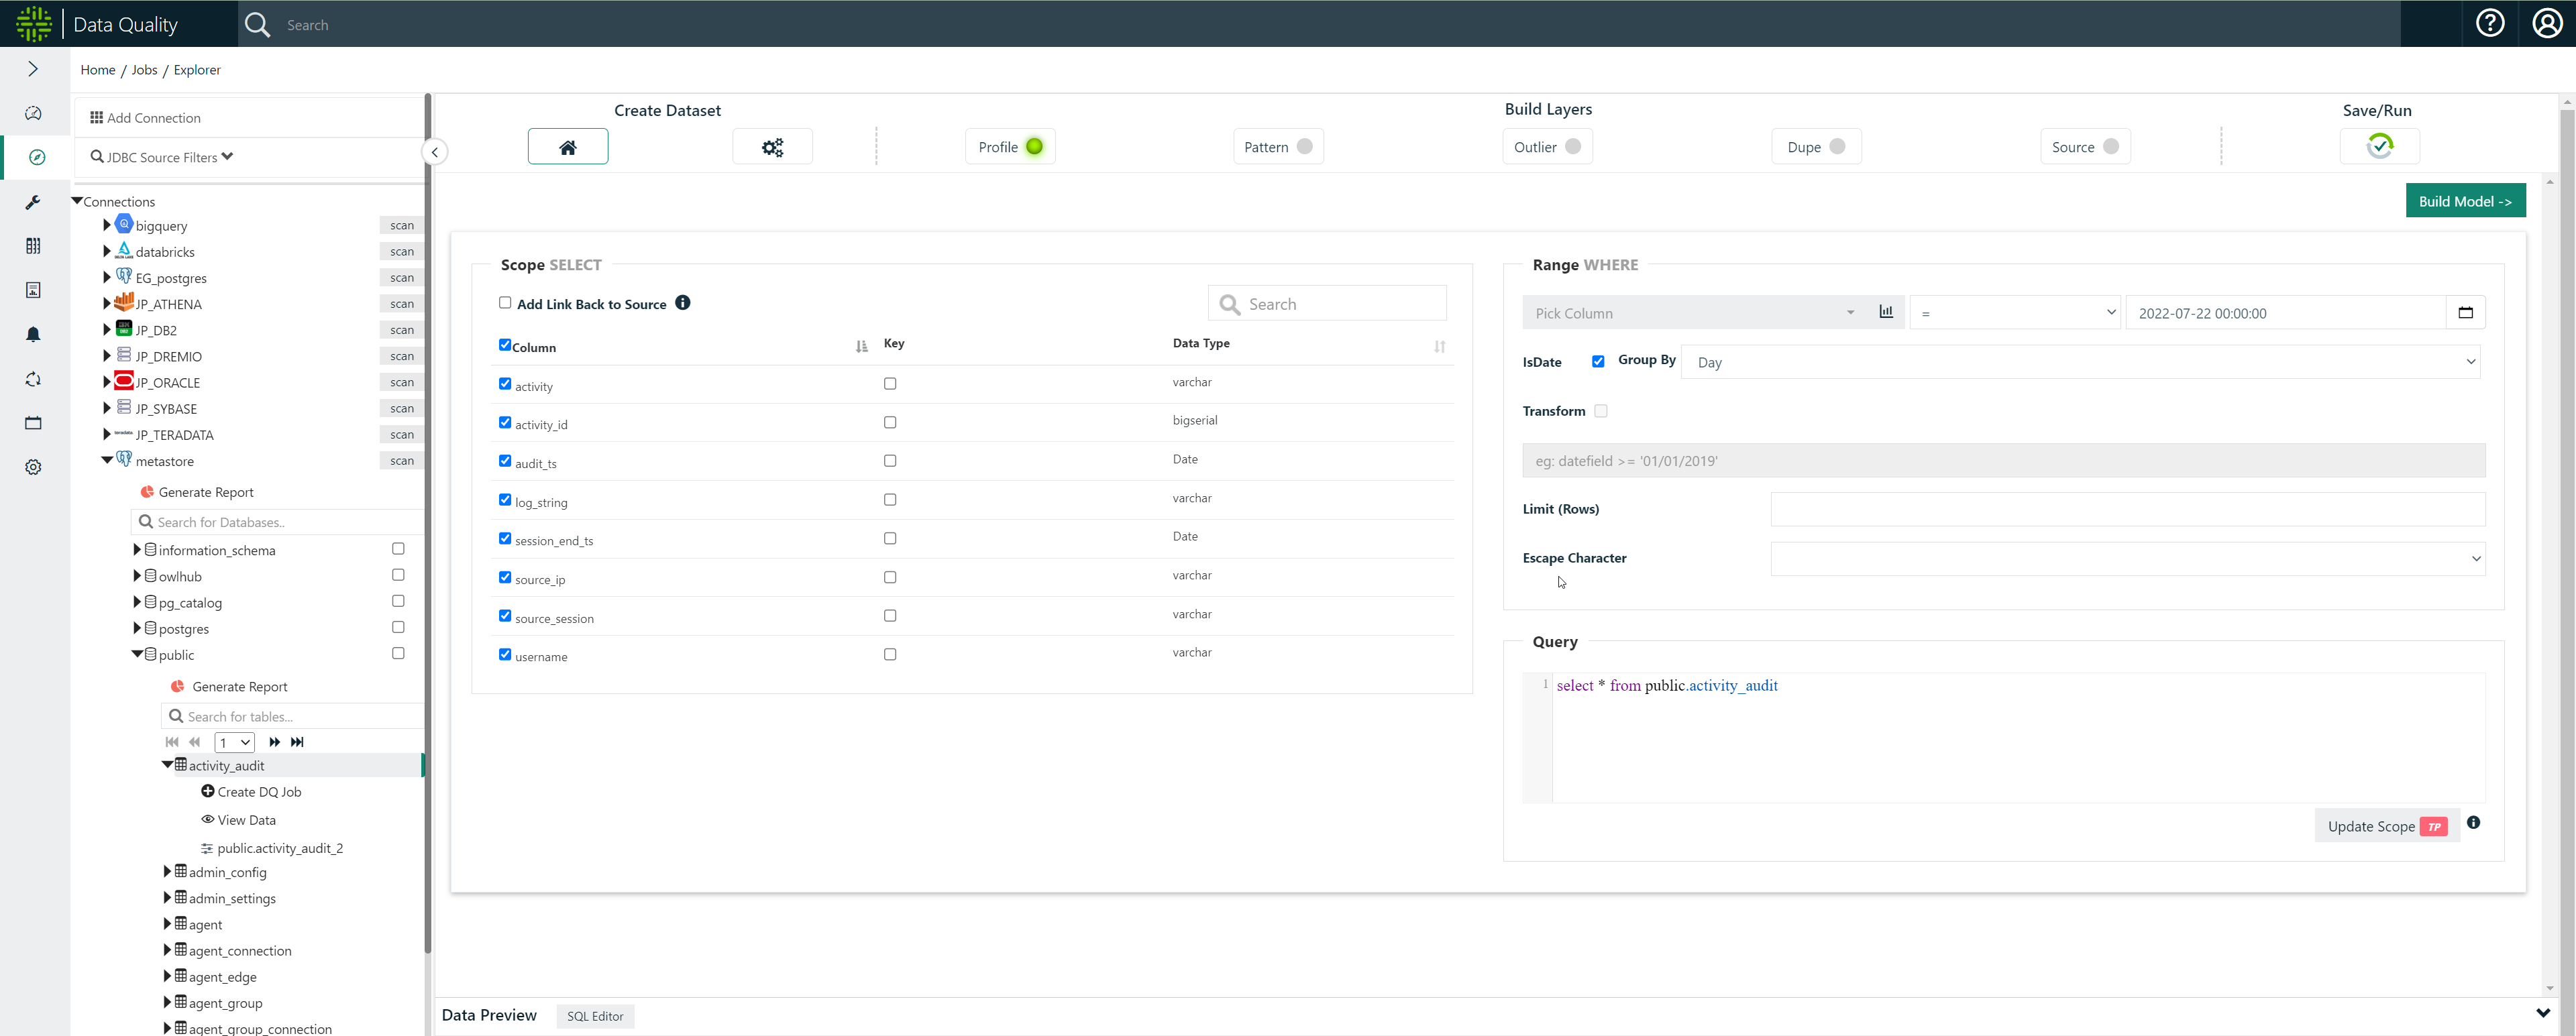 Data Quality
Search
Home / Jobs / Explorer
Add Connection
JDBC Source Filters
Connections
bigquery scan
databricks scan
EG_postgres scan
JP_ATHENA scan
JP_DB2 scan
JP_DREMIO scan
JP_ORACLE scan
JP_SYBASE scan
teradata JP_TERADATA scan
metastore scan
Generate Report
Search for Databases..
information_schema
owlhub
pg_catalog
postgres
public
Generate Report
Search for tables...
1
activity_audit
Create DQ Job
View Data
public.activity_audit_2
admin_config
admin_settings
agent
agent_connection
agent_edge
agent_group
agent_group_connection
Create Dataset
Build Layers
Save/Run
Profile
Pattern
Outlier
Dupe
Source
Build Model ->
Scope SELECT
Add Link Back to Source
Search
Column Key Data Type
activity varchar
activity_id bigserial
audit_ts Date
log_string varchar
session_end_ts Date
source_ip varchar
source_session varchar
username varchar
Range WHERE
Pick Column = 2022-07-22 00:00:00
IsDate Group By Day
Transform
eg: datefield >= '01/01/2019'
Limit (Rows)
Escape Character
Query
1 select * from public.activity_audit
Update Scope TP
Data Preview SQL Editor